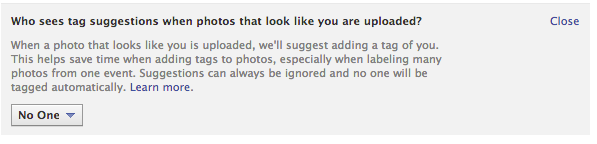 Who sees tag suggestions when photos that look like you are uploaded? Close
When a photo that looks like you is uploaded, we'll suggest adding a tag of you.
This helps save time when adding tags to photos, especially when labeling many
photos from one event. Suggestions can always be ignored and no one will be
tagged automatically. Learn more.
No One